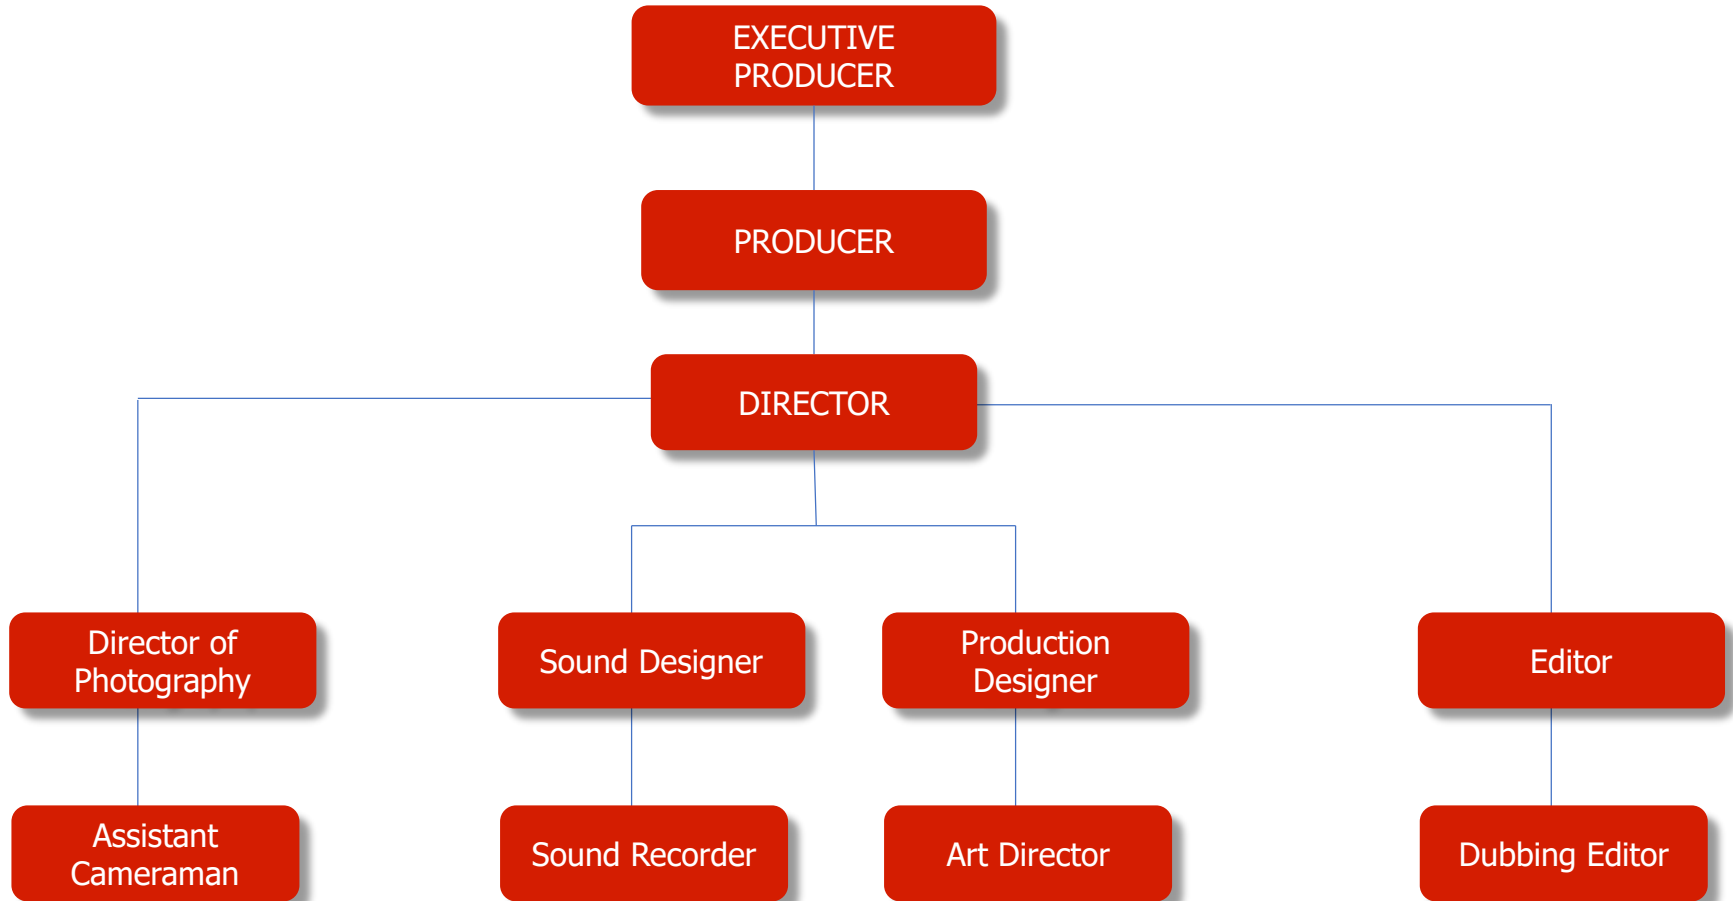 EXECUTIVE
PRODUCER
PRODUCER
DIRECTOR
Director of
Photography
Sound Designer
Production
Designer
Editor
Assistant
Cameraman
Sound Recorder
Art Director
Dubbing Editor